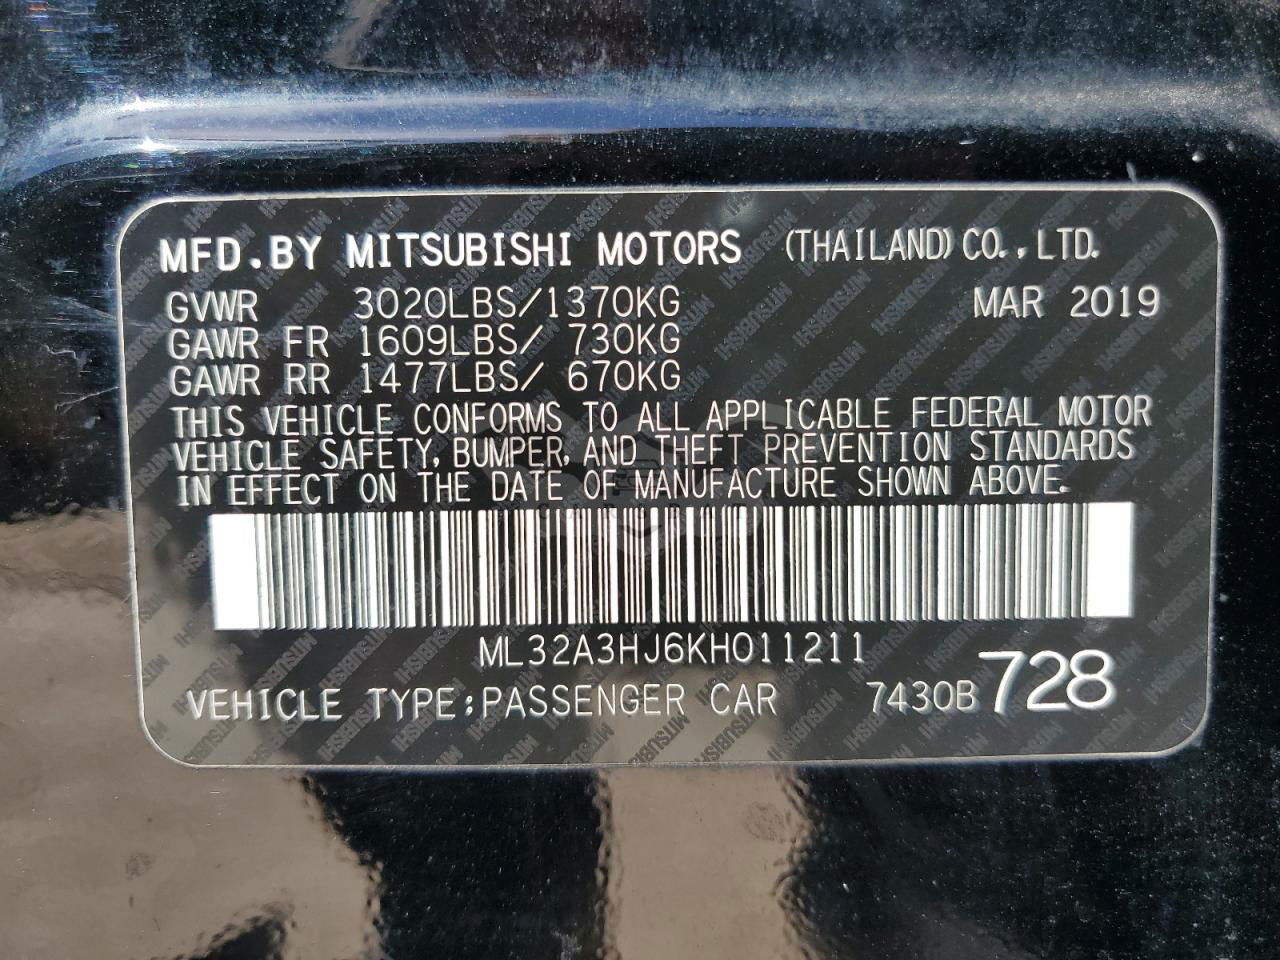 MFD.BY MITSUBISHI MOTORS (THAILAND)CO.,LTD.
GVWR 3020LBS/1370KG MAR 2019
GAWR FR 1609LBS/ 730KG
GAWR RR 1477LBS/ 670KG
THIS VEHICLE CONFORMS TO ALL APPLICABLE FEDERAL MOTOR
VEHICLE SAFETY, BUMPER, AND THEFT PREVENTION STANDARDS
IN EFFECT ON THE DATE OF MANUFACTURE SHOWN ABOVE.
ML32A3HJ6KH011211
VEHICLE TYPE:PASSENGER CAR 7430B 728